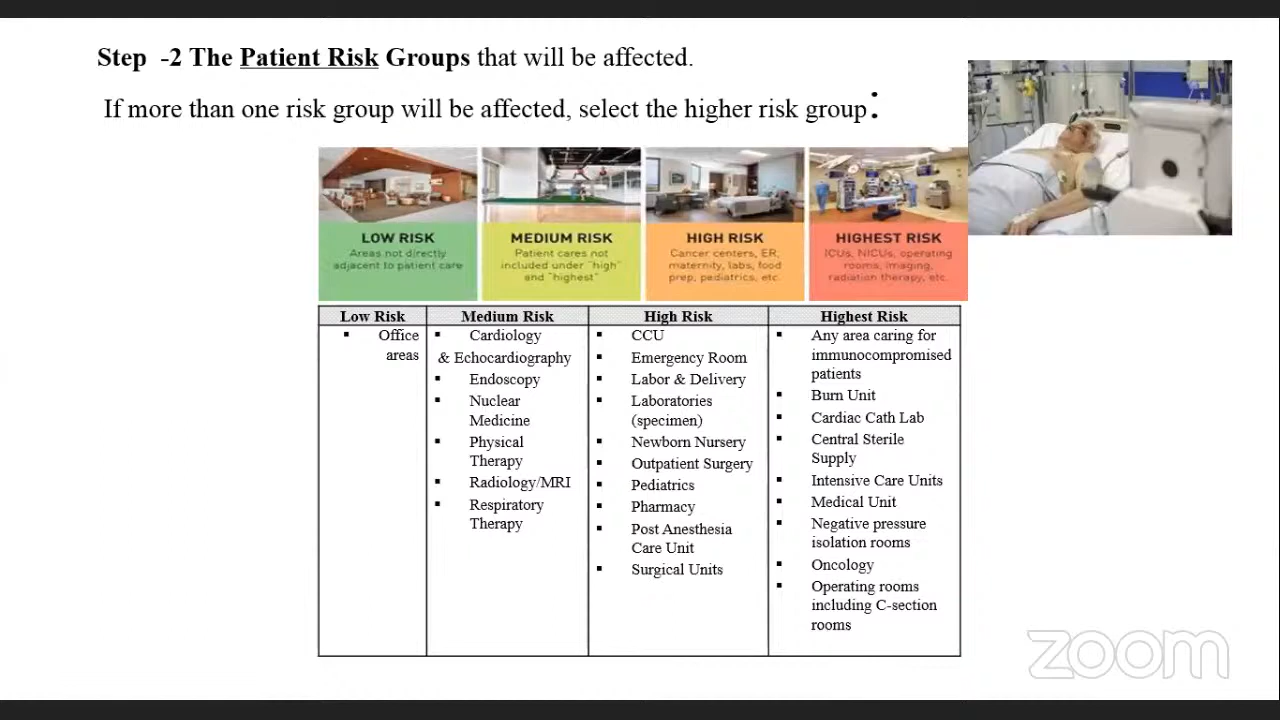 Step -2 The Patient Risk Groups that will be affected.
If more than one risk group will be affected, select the higher risk group:
LOW RISK
Areas not directly
adjacent to patient care
MEDIUM RISK
Patient cares not
included under "high"
and "highest"
HIGH RISK
Cancer centers, ER,
maternity, labs, food
prep, pediatrics, etc.
HIGHEST RISK
ICUs, NICUs, operating
rooms, imaging,
radiation therapy, etc.
Low Risk
▪ Office
areas
Medium Risk
▪ Cardiology
& Echocardiography
▪ Endoscopy
▪ Nuclear
Medicine
▪ Physical
Therapy
▪ Radiology/MRI
▪ Respiratory
Therapy
High Risk
▪ CCU
▪ Emergency Room
▪ Labor & Delivery
▪ Laboratories
(specimen)
▪ Newborn Nursery
▪ Outpatient Surgery
▪ Pediatrics
▪ Pharmacy
▪ Post Anesthesia
Care Unit
▪ Surgical Units
Highest Risk
▪ Any area caring for
immunocompromised
patients
▪ Burn Unit
▪ Cardiac Cath Lab
▪ Central Sterile
Supply
▪ Intensive Care Units
▪ Medical Unit
▪ Negative pressure
isolation rooms
▪ Oncology
▪ Operating rooms
including C-section
rooms
zoom